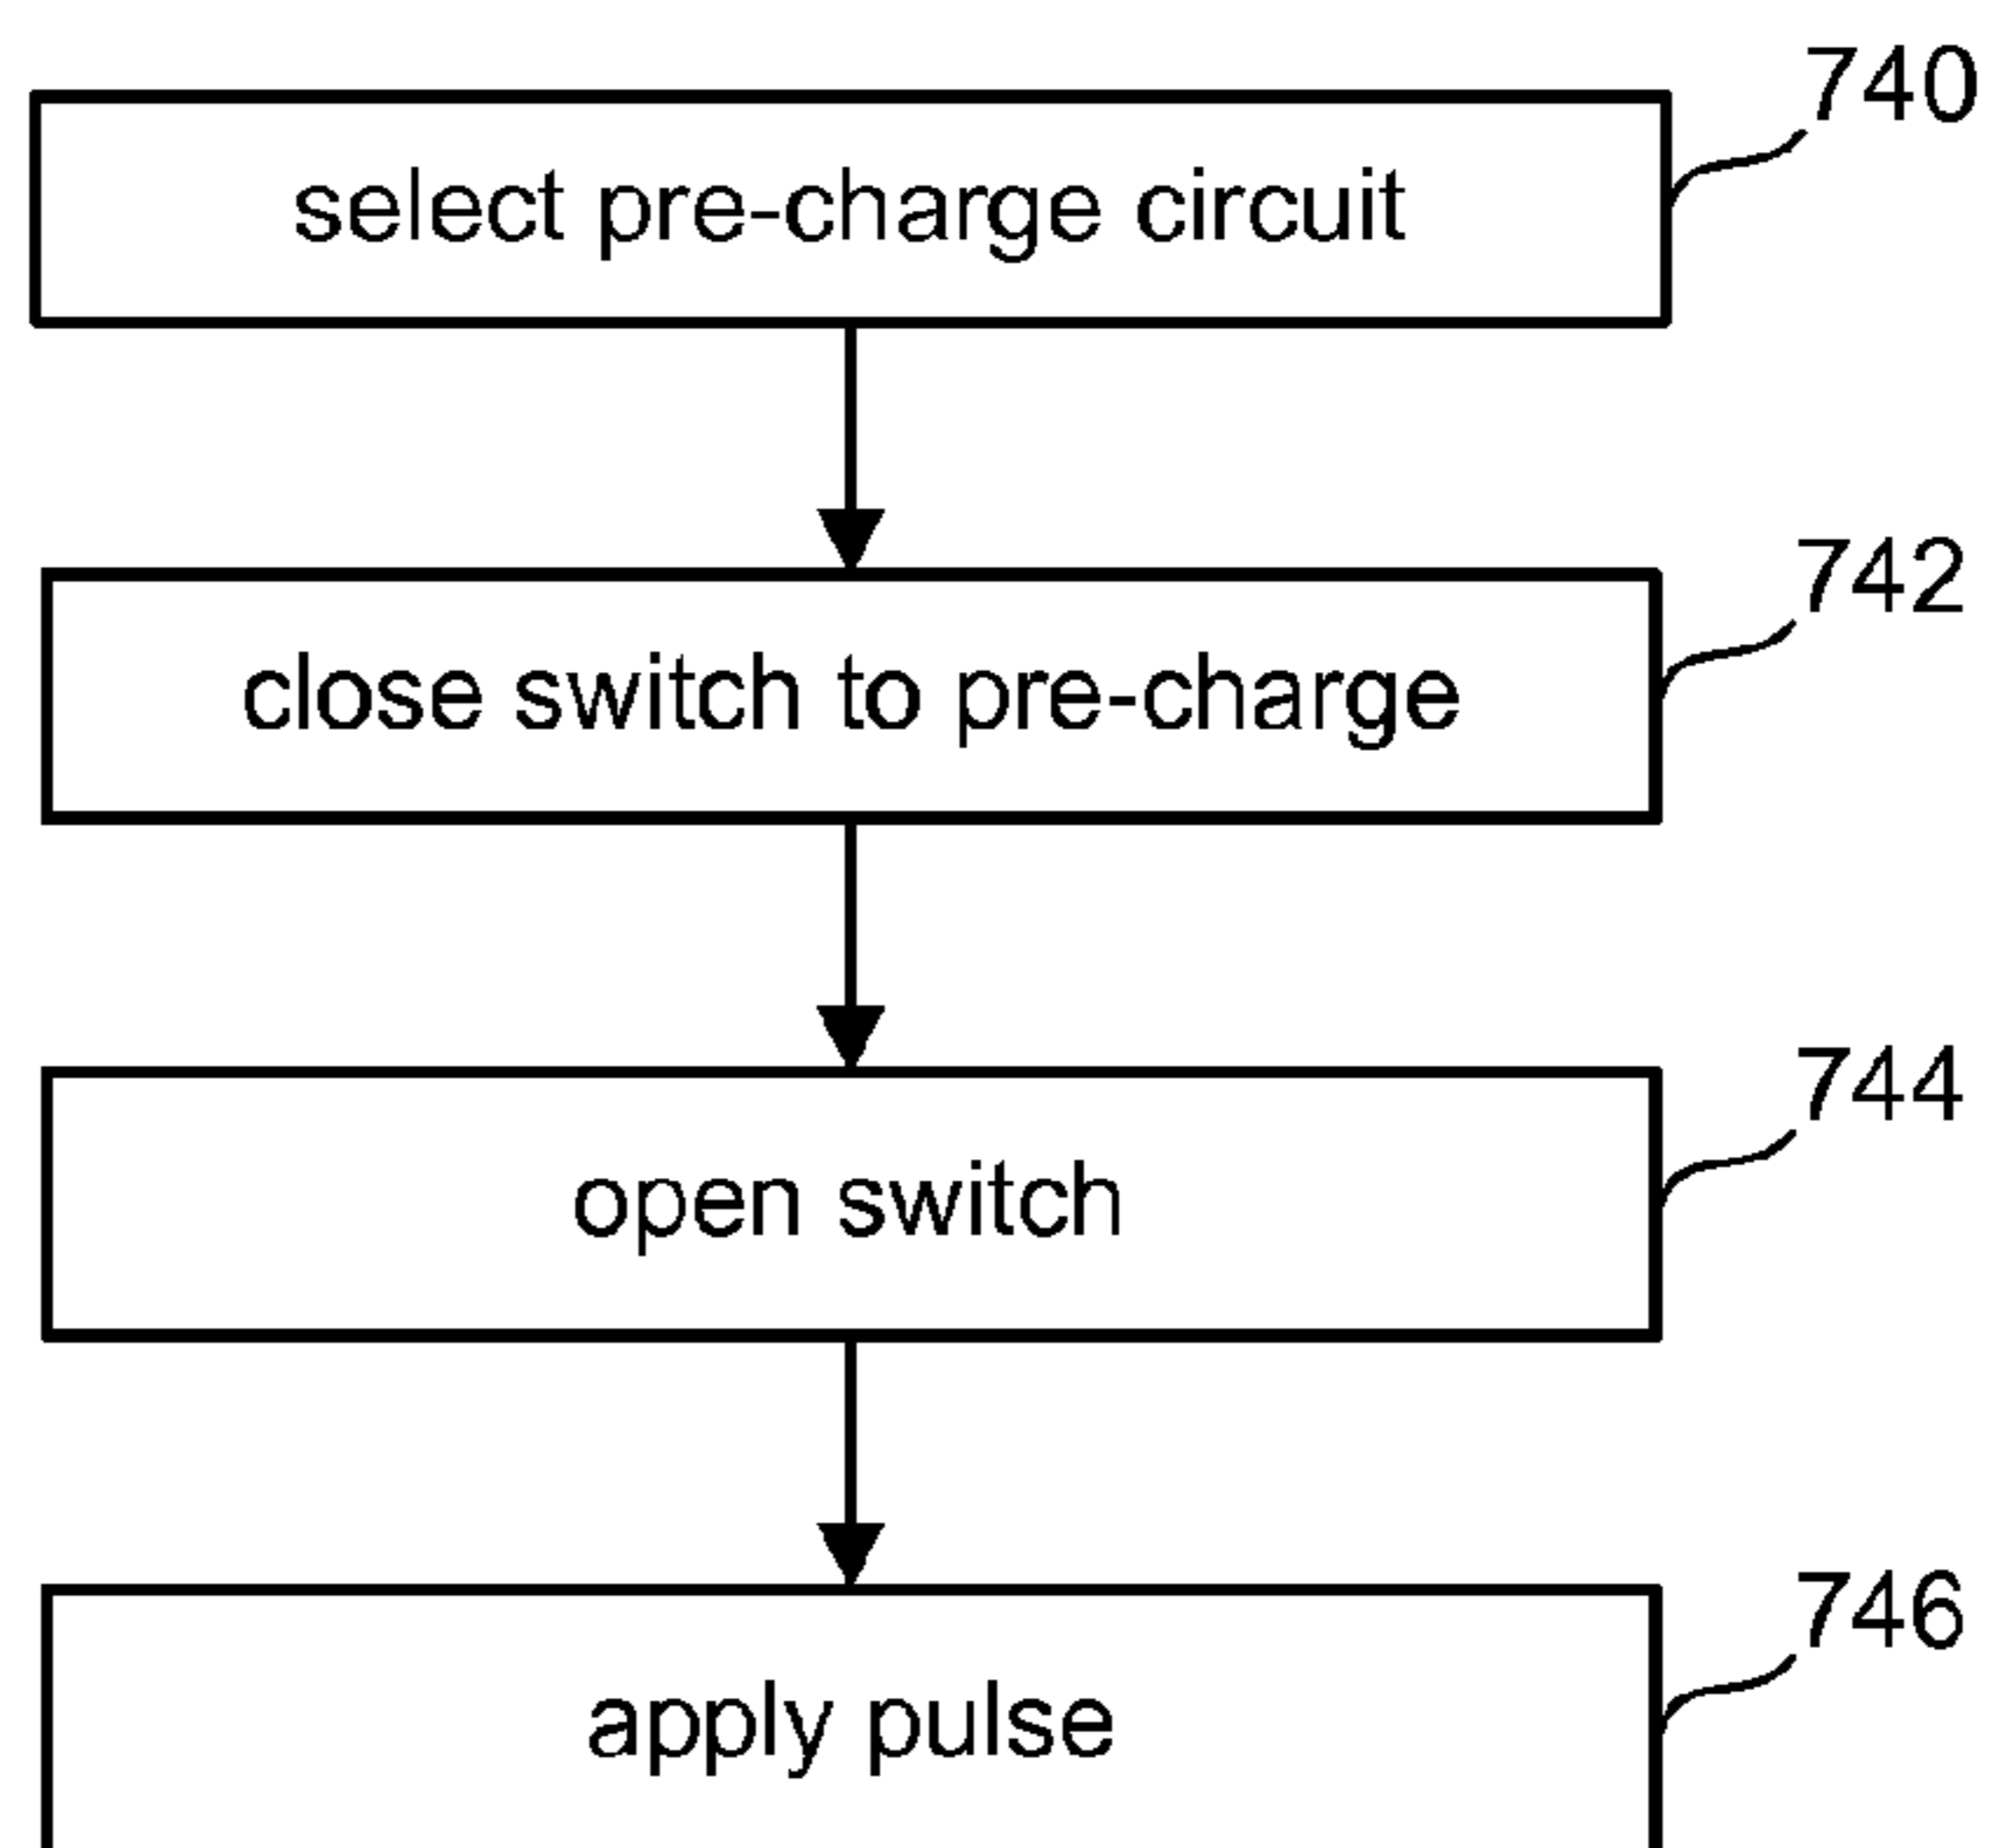 740
select pre-charge circuit
742
close switch to pre-charge
744
open switch
746
apply pulse